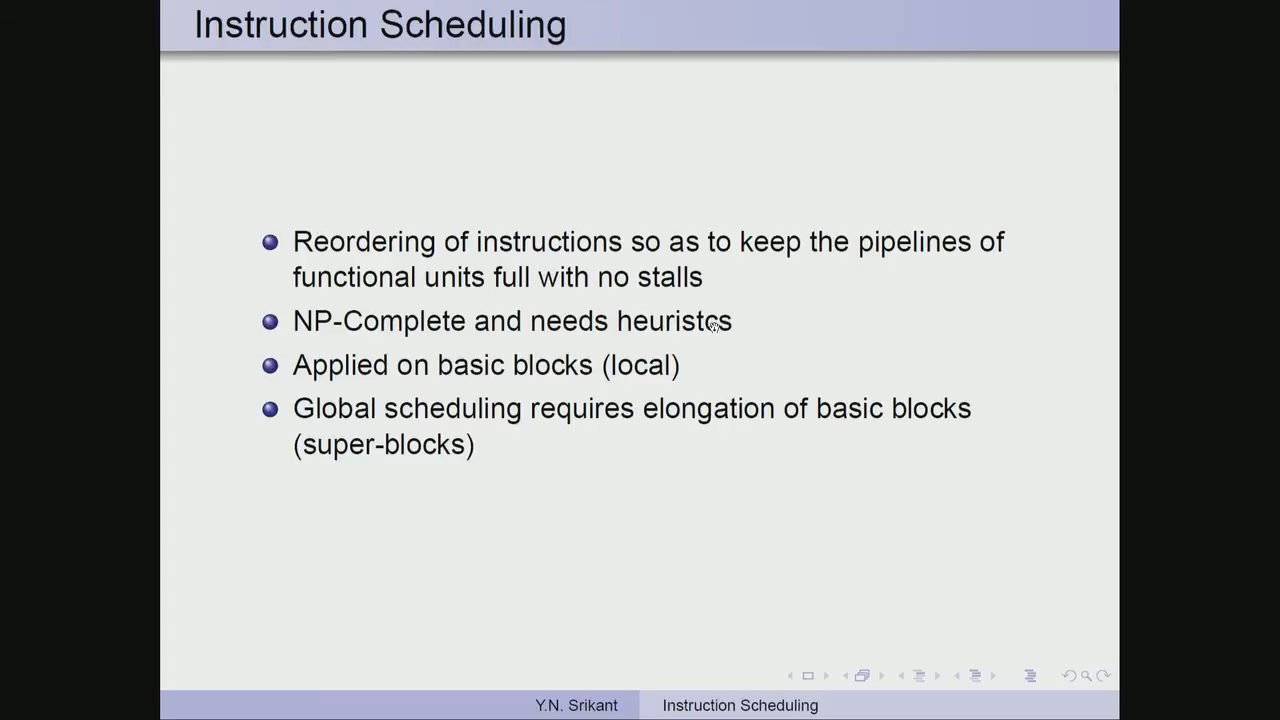 Instruction Scheduling
Reordering of instructions so as to keep the pipelines of
functional units full with no stalls
NP-Complete and needs heuristcs
Applied on basic blocks (local)
Global scheduling requires elongation of basic blocks
(super-blocks)
Y.N. Srikant Instruction Scheduling